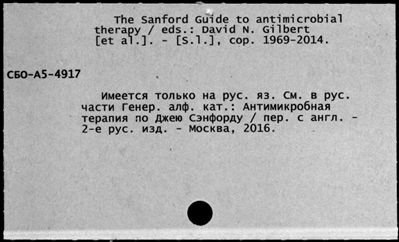 The Sanford Guide to antimicrobial
therapy / eds.: David N. Gilbert
[et al.]. - [S.l.], cop. 1969-2014.
СБО-А5-4917
Имеется только на рус. яз. См. в рус.
части Генер. алф. кат.: Антимикробная
терапия по Джею Сэнфорду / пер. с англ. -
2-е рус. изд. - Москва, 2016.